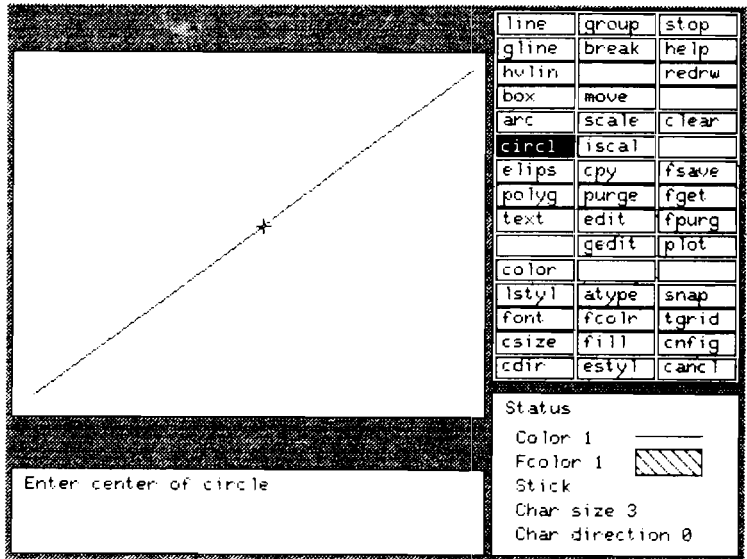 line group stop
gline break help
hvlin redrw
box move
arc scale clear
circl iscal
elips cpy fsave
polyg purge fget
text edit fpurg
gedit plot
color
lstyl atype snap
font fcolr tgrid
csize fill cnfig
cdir estyl cancl
Status
Color 1
Fcolor 1
Stick
Char size 3
Char direction 0
Enter center of circle